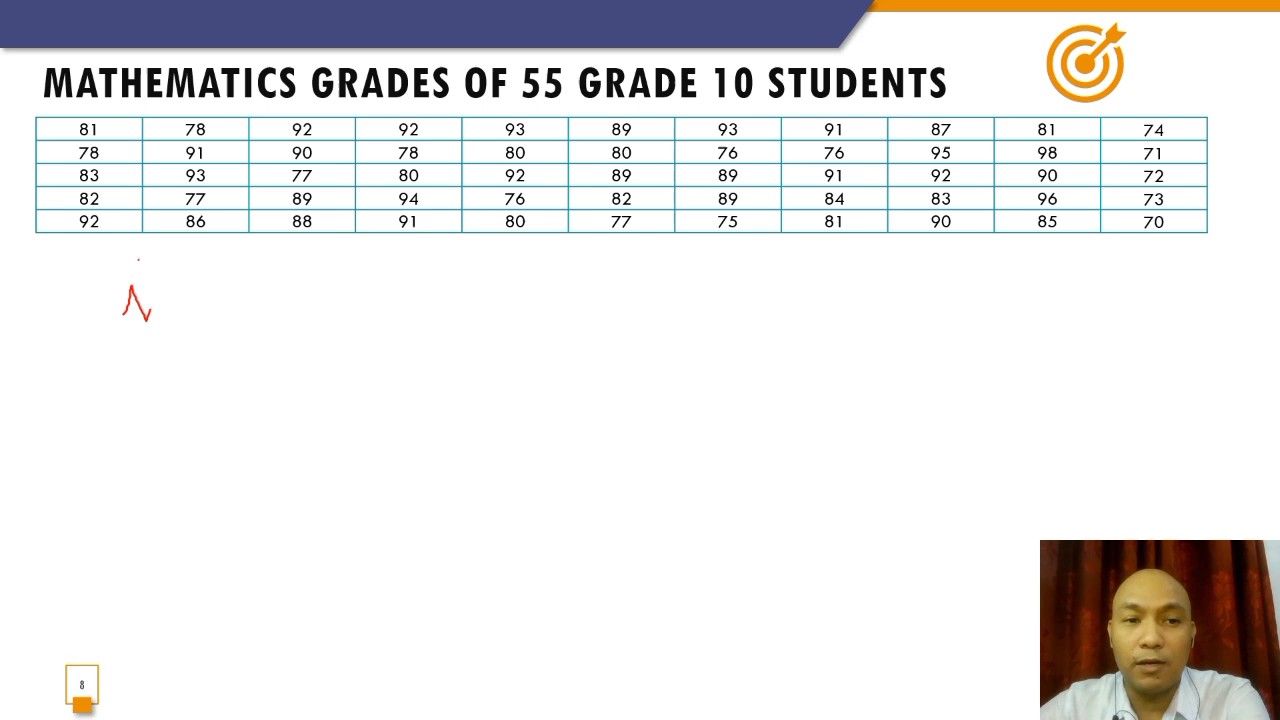 MATHEMATICS GRADES OF 55 GRADE 10 STUDENTS
81 78 92 92 93 89 93 91 87 81 74
78 91 90 78 80 80 76 76 95 98 71
83 93 77 80 92 89 89 91 92 90 72
82 77 89 94 76 82 89 84 83 96 73
92 86 88 91 80 77 75 81 90 85 70
8